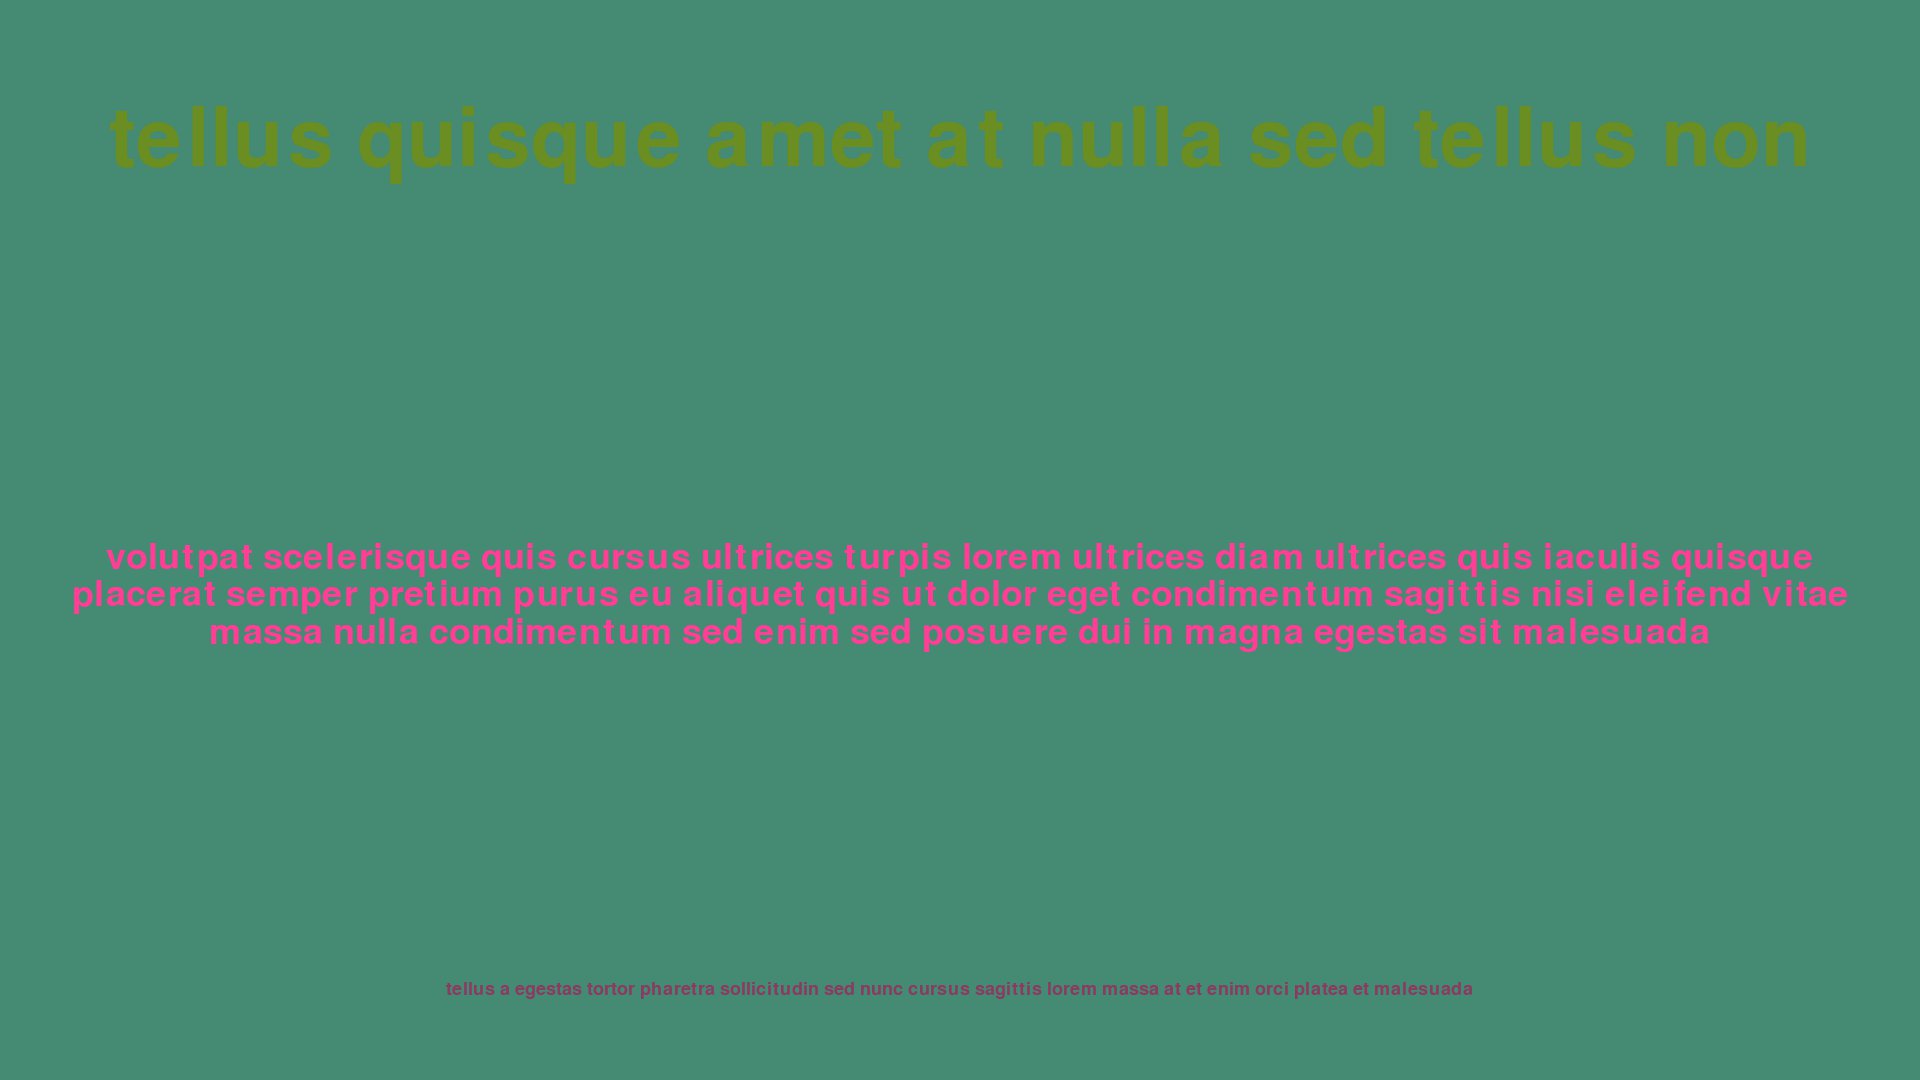 tellus quisque amet at nulla sed tellus non
volutpat scelerisque quis cursus ultrices turpis lorem ultrices diam ultrices quis iaculis quisque
placerat semper pretium purus eu aliquet quis ut dolor eget condimentum sagittis nisi eleifend vitae
massa nulla condimentum sed enim sed posuere dui in magna egestas sit malesuada
tellus a egestas tortor pharetra sollicitudin sed nunc cursus sagittis lorem massa at et enim orci platea et malesuada